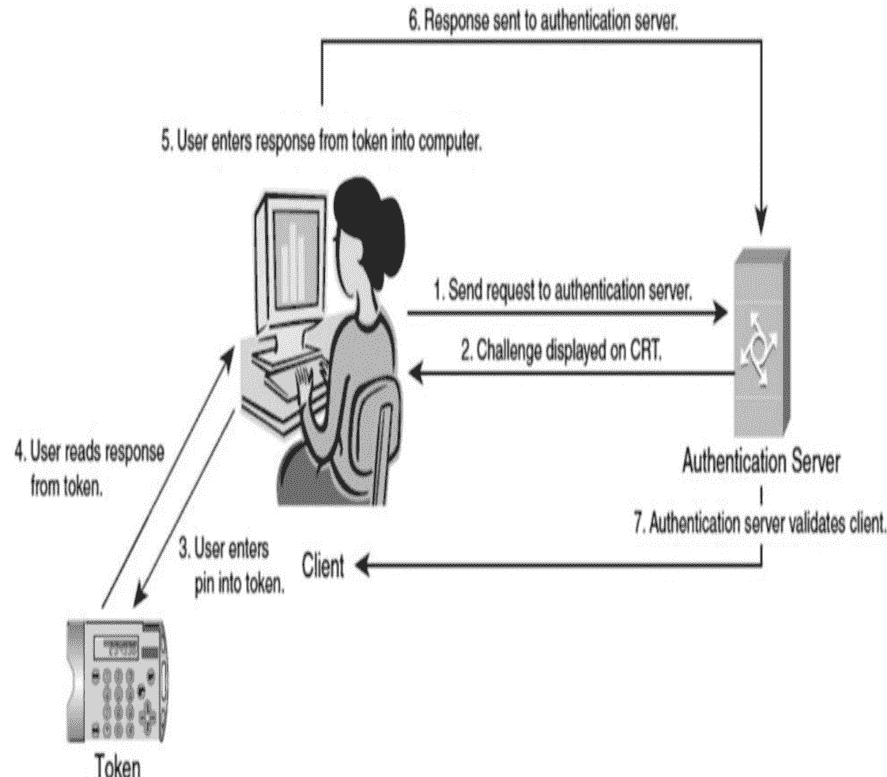 6. Response sent to authentication server.
5. User enters response from token into computer.
1. Send request to authentication server.
2. Challenge displayed on CRT.
4. User reads response
from token.
Authentication Server
7. Authentication server validates client.
3. User enters
pin into token.
Client
Token